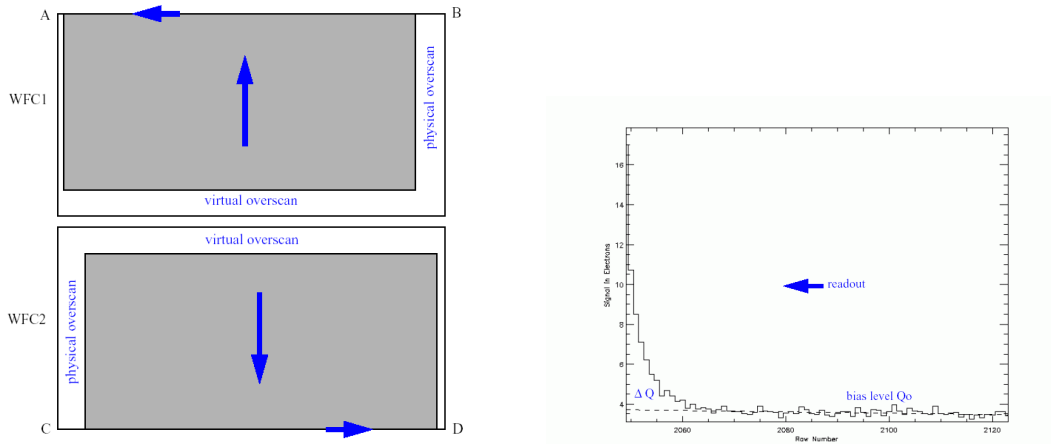 A
B
WFC1
physical overscan
virtual overscan
virtual overscan
WFC2
physical overscan
C
D
Signal in Electrons
16
14
12
10
8
6
4
readout
Δ Q
bias level Qo
2060
2080
2100
2120
Row Number